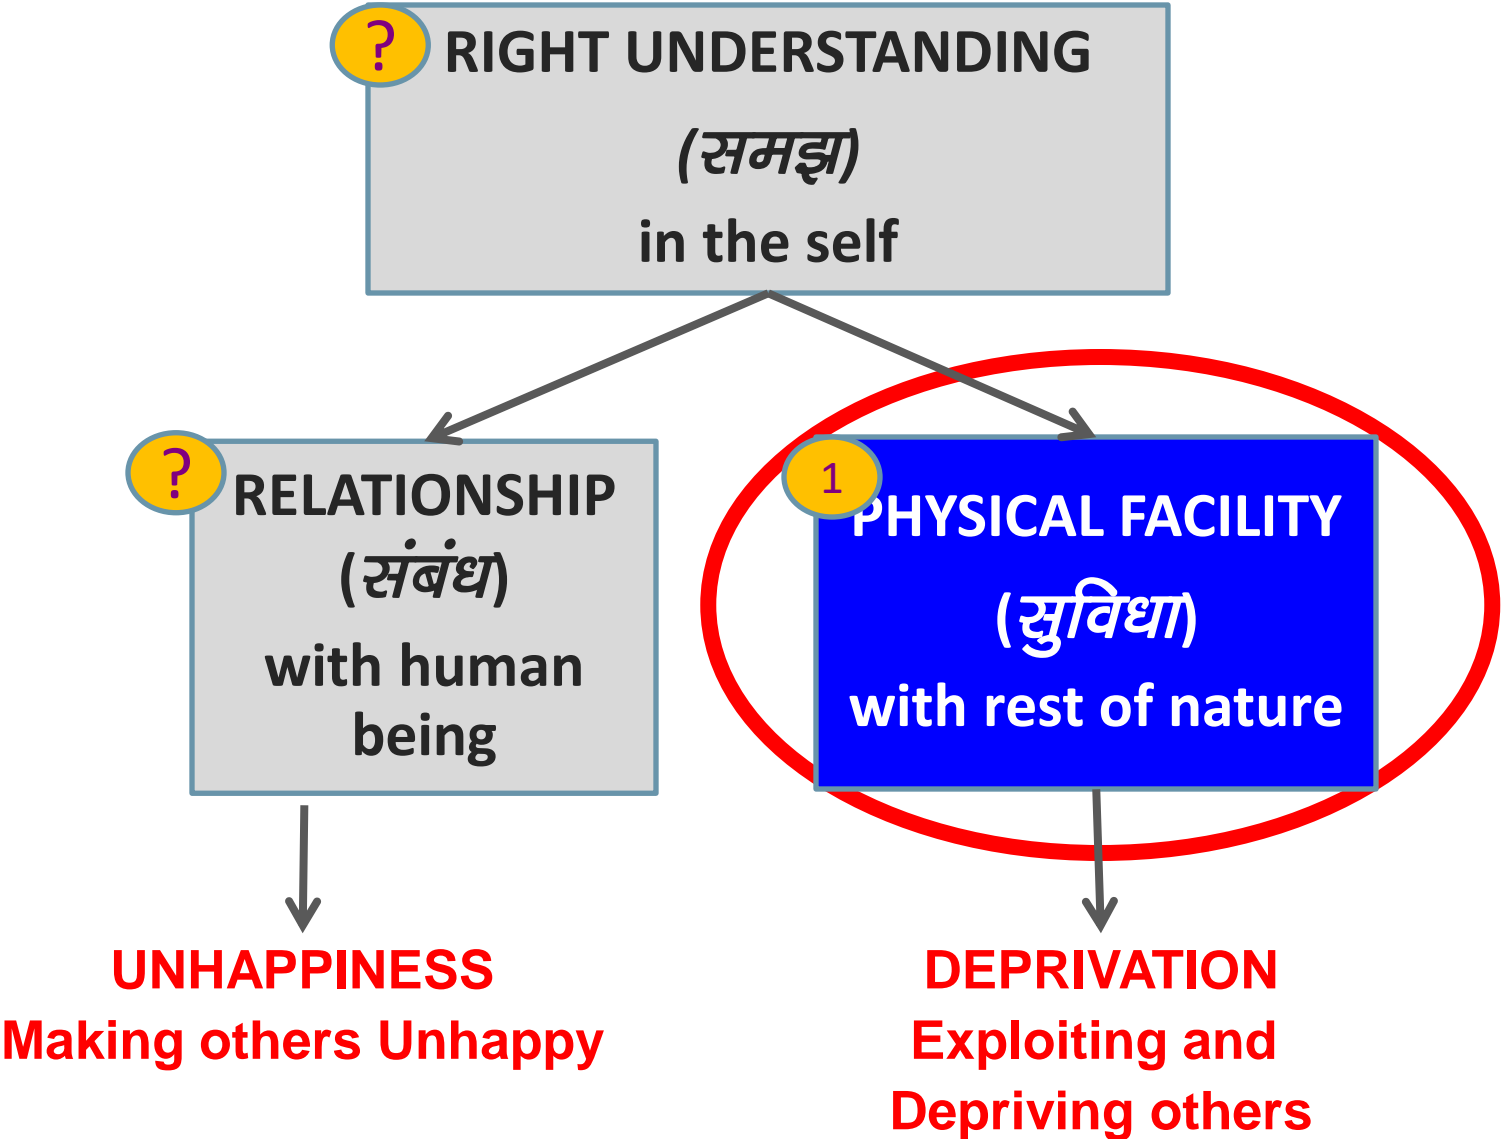 ?
RIGHT UNDERSTANDING
(समझ)
in the self
?
RELATIONSHIP
(संबंध)
with human
being
1
PHYSICAL FACILITY
(सुविधा)
with rest of nature
UNHAPPINESS
Making others Unhappy
DEPRIVATION
Exploiting and
Depriving others